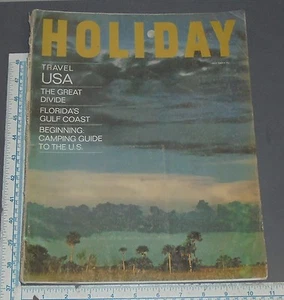 HOLIDAY
TRAVEL
USA
THE GREAT
DIVIDE
FLORIDA'S
GULF COAST
BEGINNING:
CAMPING GUIDE
TO THE U.S.